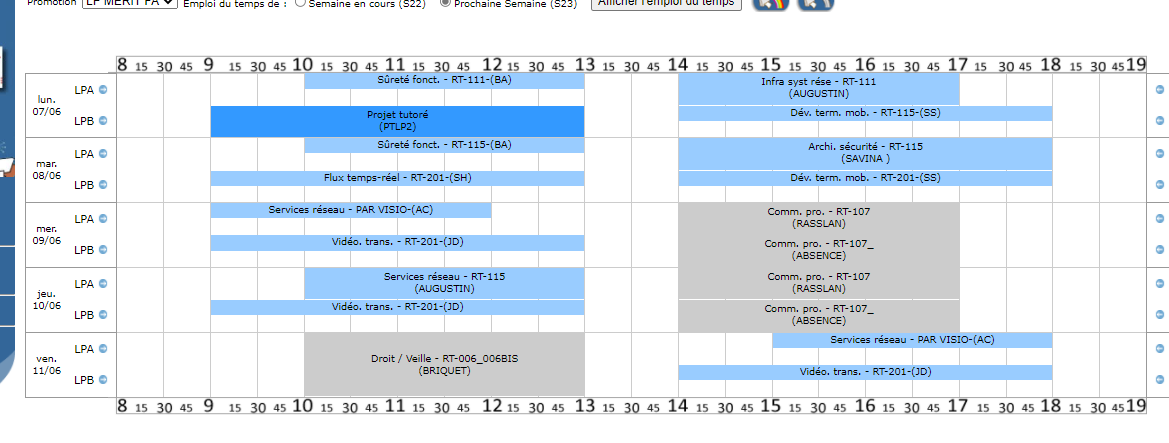 Promotion LP MERIT PA Emploi du temps de : Semaine en cours (S22) Prochaine Semaine (S23) Afficher l'emploi du temps
8 15 30 45 9 15 30 45 10 15 30 45 11 15 30 45 12 15 30 45 13 15 30 45 14 15 30 45 15 15 30 45 16 15 30 45 17 15 30 45 18 15 30 45 19
lun.
07/06
LPA
Sûreté fonct. - RT-111-(BA)
Infra syst rése - RT-111
(AUGUSTIN)
LPB
Projet tutoré
(PTLP2)
Dév. term. mob. - RT-115-(SS)
mar.
08/06
LPA
Sûreté fonct. - RT-115-(BA)
Archi. sécurité - RT-115
(SAVINA )
LPB
Flux temps-réel - RT-201-(SH)
Dév. term. mob. - RT-201-(SS)
mer.
09/06
LPA
Services réseau - PAR VISIO-(AC)
Comm. pro. - RT-107
(RASSLAN)
LPB
Vidéo. trans. - RT-201-(JD)
Comm. pro. - RT-107_
(ABSENCE)
jeu.
10/06
LPA
Services réseau - RT-115
(AUGUSTIN)
Comm. pro. - RT-107
(RASSLAN)
LPB
Vidéo. trans. - RT-201-(JD)
Comm. pro. - RT-107_
(ABSENCE)
ven.
11/06
LPA
Droit / Veille - RT-006_006BIS
(BRIQUET)
Services réseau - PAR VISIO-(AC)
LPB
Vidéo. trans. - RT-201-(JD)
8 15 30 45 9 15 30 45 10 15 30 45 11 15 30 45 12 15 30 45 13 15 30 45 14 15 30 45 15 15 30 45 16 15 30 45 17 15 30 45 18 15 30 45 19